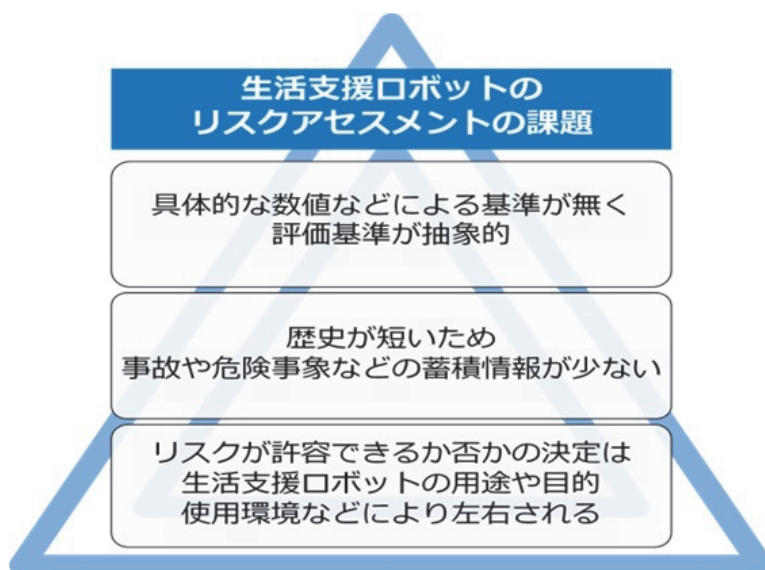 生活支援ロボットの
リスクアセスメントの課題
具体的な数値などによる基準が無く
評価基準が抽象的
歴史が短いため
事故や危険事象などの蓄積情報が少ない
リスクが許容できるか否かの決定は
生活支援ロボットの用途や目的
使用環境などにより左右される